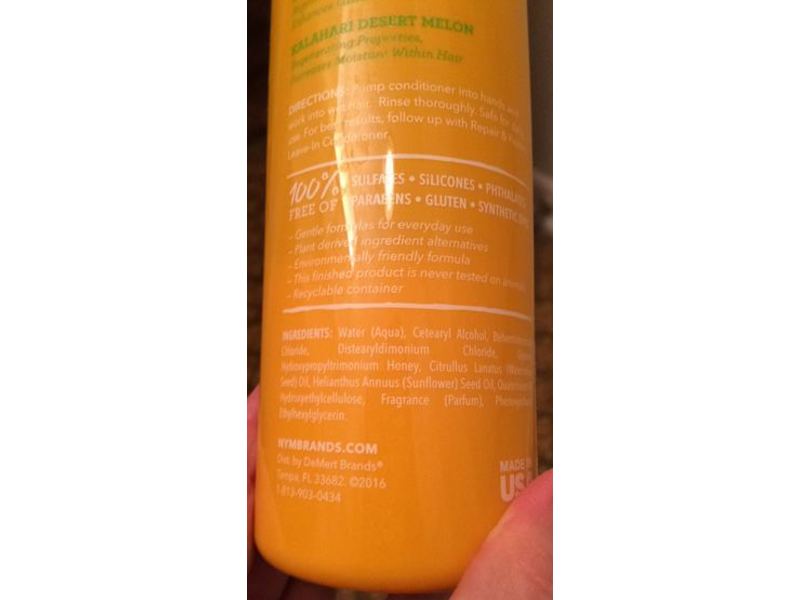 Enhances
KALAHARI DESERT MELON
Regenerating Properties,
Increases Moisture Within Hair
DIRECTIONS: Pump conditioner into hands and
work into wet hair. Rinse thoroughly. Safe for
use. For best results, follow up with Repair &
Leave-In Conditioner.
100% SULFATES • SiLICONES • PHTHALATES
FREE OF PARABENS • GLUTEN • SYNTHETIC
– Gentle formulas for everyday use
– Plant derived ingredient alternatives
– Environmentally friendly formula
– This finished product is never tested on animals
– Recyclable container
INGREDIENTS: Water (Aqua), Cetearyl Alcohol,
Chloride, Distearyldimonium Chloride,
Hydroxypropyltrimonium Honey, Citrullus Lanatus (Watermelon
Seed) Oil, Helianthus Annuus (Sunflower) Seed Oil,
Hydroxyethylcellulose, Fragrance (Parfum), Phenoxyethanol,
Ethylhexylglycerin.
NYMBRANDS.COM
Dist. by DeMert Brands®
Tampa, FL 33682. ©2016
1-813-903-0434
MADE IN
USA